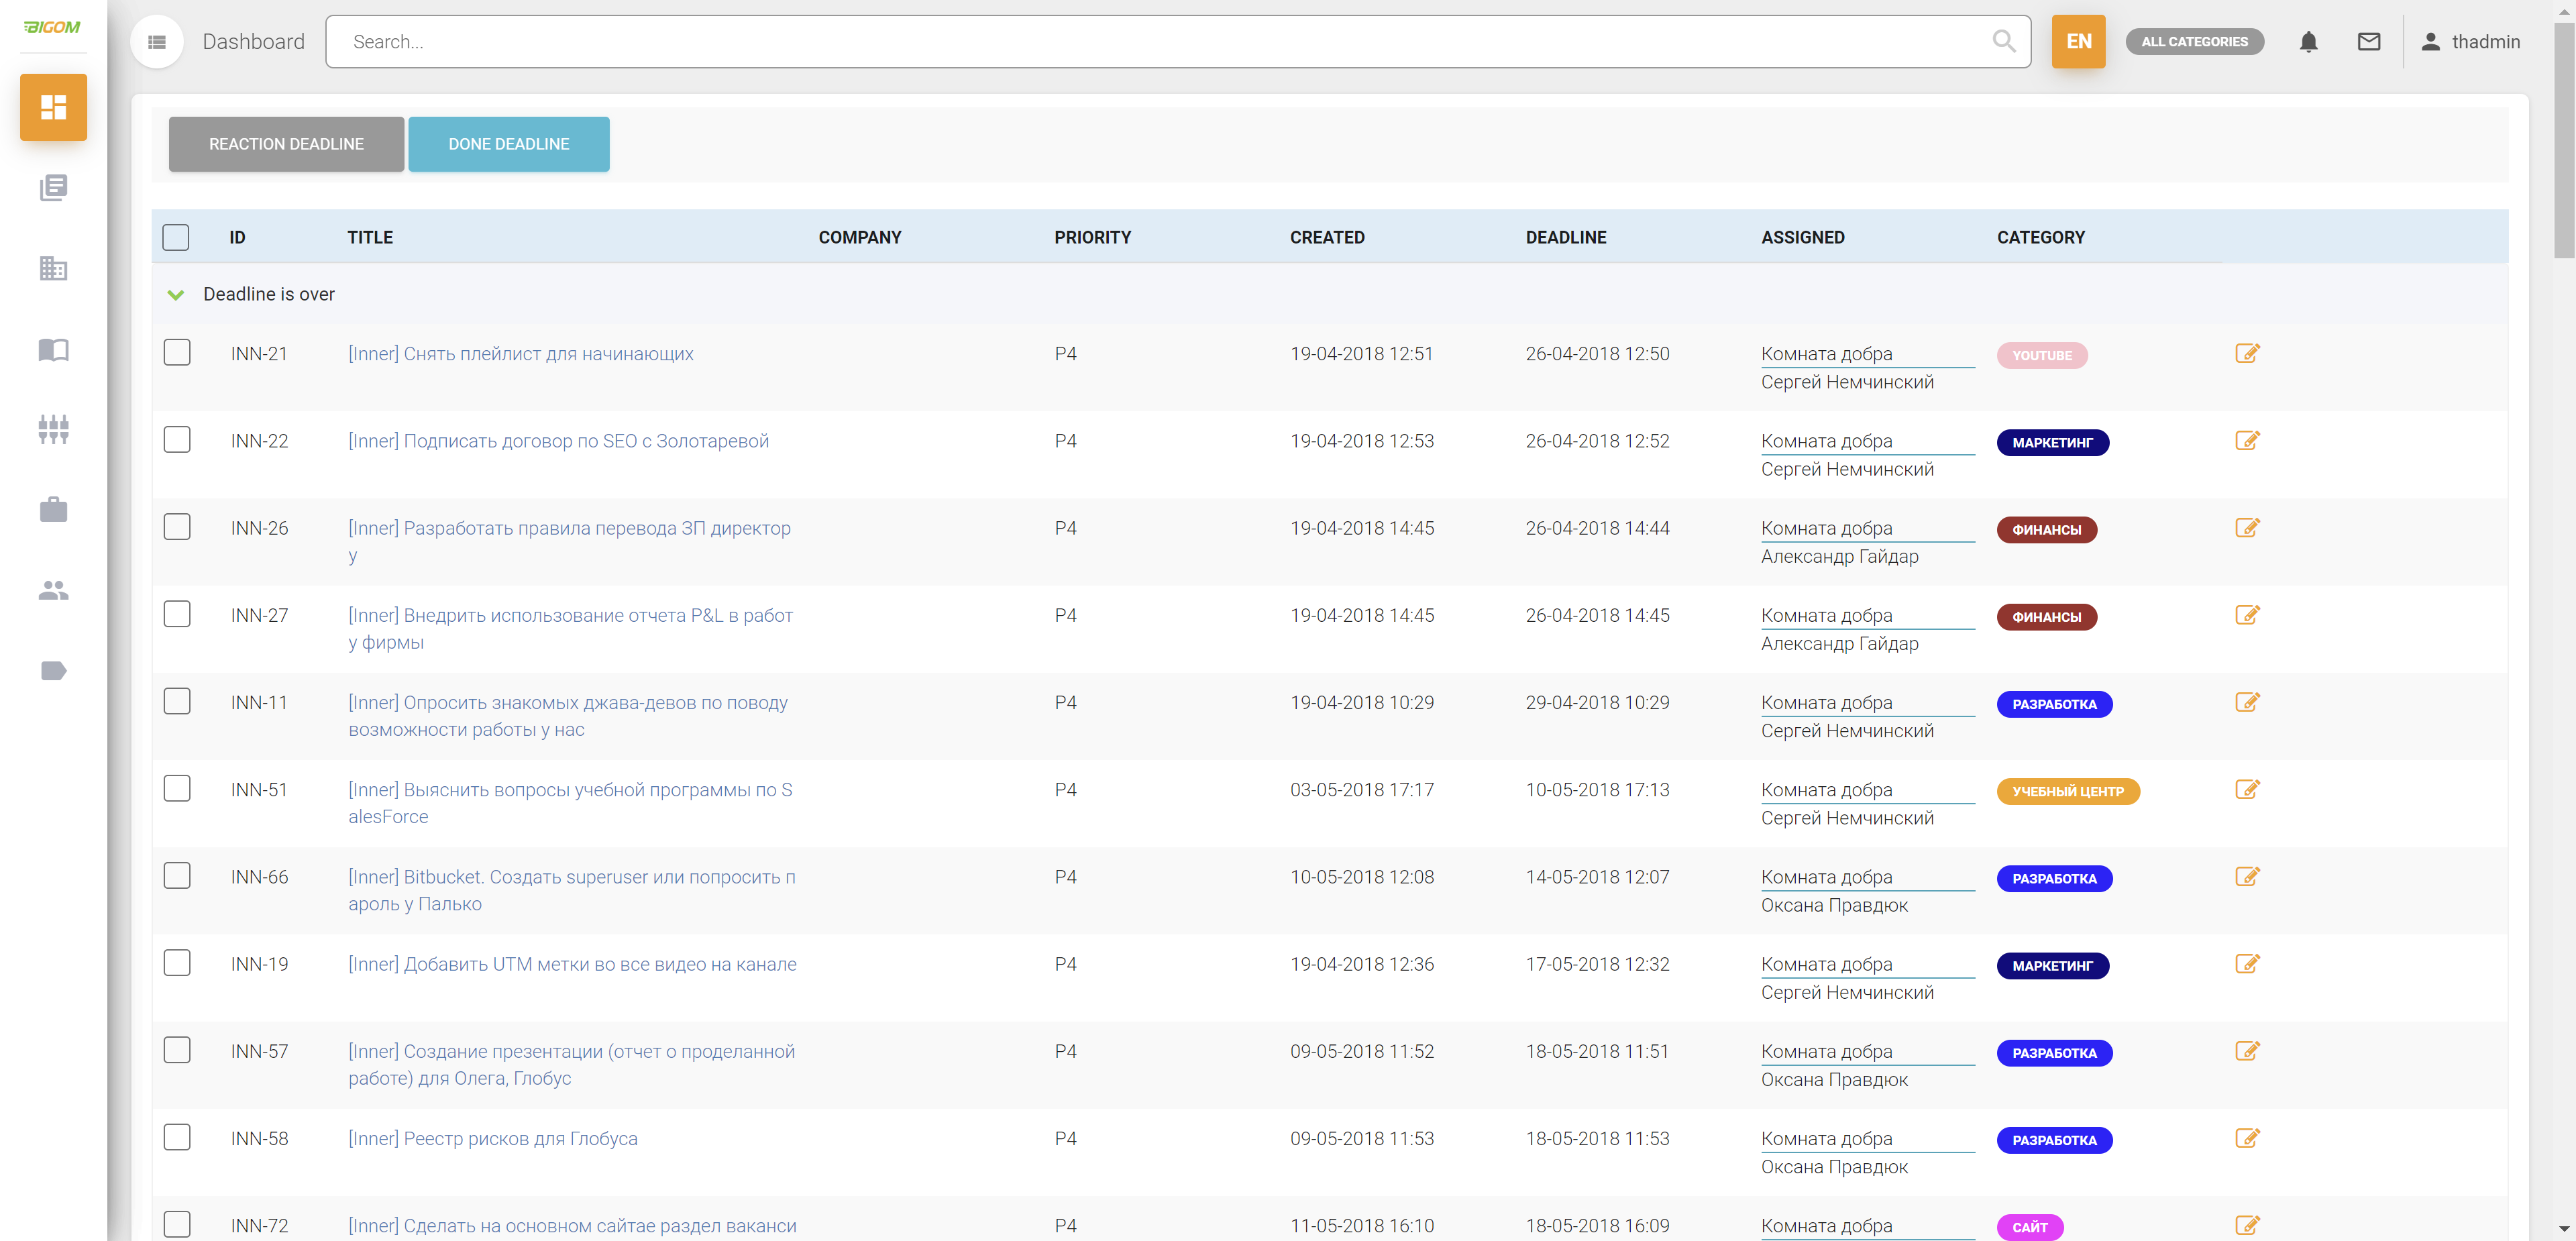 BIGOM
Dashboard
Search...
EN
ALL CATEGORIES
thadmin
REACTION DEADLINE
DONE DEADLINE
ID TITLE COMPANY PRIORITY CREATED DEADLINE ASSIGNED CATEGORY
Deadline is over
INN-21 [Inner] Снять плейлист для начинающих P4 19-04-2018 12:51 26-04-2018 12:50 Комната добра YOUTUBE
Сергей Немчинский
INN-22 [Inner] Подписать договор по SEO с Золотаревой P4 19-04-2018 12:53 26-04-2018 12:52 Комната добра МАРКЕТИНГ
Сергей Немчинский
INN-26 [Inner] Разработать правила перевода ЗП директор P4 19-04-2018 14:45 26-04-2018 14:44 Комната добра ФИНАНСЫ
у Александр Гайдар
INN-27 [Inner] Внедрить использование отчета P&L в работ P4 19-04-2018 14:45 26-04-2018 14:45 Комната добра ФИНАНСЫ
у фирмы Александр Гайдар
INN-11 [Inner] Опросить знакомых джава-девов по поводу P4 19-04-2018 10:29 29-04-2018 10:29 Комната добра РАЗРАБОТКА
возможности работы у нас Сергей Немчинский
INN-51 [Inner] Выяснить вопросы учебной программы по S P4 03-05-2018 17:17 10-05-2018 17:13 Комната добра УЧЕБНЫЙ ЦЕНТР
alesForce Сергей Немчинский
INN-66 [Inner] Bitbucket. Создать superuser или попросить п P4 10-05-2018 12:08 14-05-2018 12:07 Комната добра РАЗРАБОТКА
ароль у Палько Оксана Правдюк
INN-19 [Inner] Добавить UTM метки во все видео на канале P4 19-04-2018 12:36 17-05-2018 12:32 Комната добра МАРКЕТИНГ
Сергей Немчинский
INN-57 [Inner] Создание презентации (отчет о проделанной P4 09-05-2018 11:52 18-05-2018 11:51 Комната добра РАЗРАБОТКА
работе) для Олега, Глобус Оксана Правдюк
INN-58 [Inner] Реестр рисков для Глобуса P4 09-05-2018 11:53 18-05-2018 11:53 Комната добра РАЗРАБОТКА
Оксана Правдюк
INN-72 [Inner] Сделать на основном сайтае раздел ваканси P4 11-05-2018 16:10 18-05-2018 16:09 Комната добра САЙТ